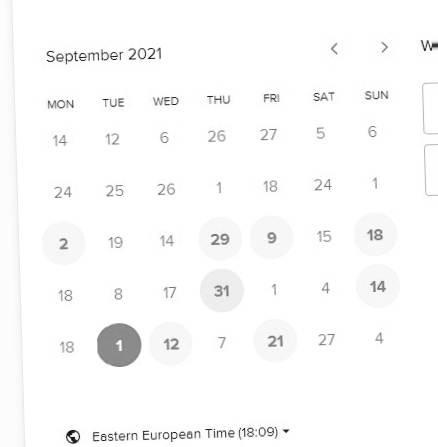 September 2021
MON TUE WED THU FRI SAT SUN
14 12 6 26 27 5 6
24 25 26 1 18 24 1
2 19 14 29 9 15 18
18 8 17 31 1 4 14
18 1 12 7 21 27 4
Eastern European Time (18:09)